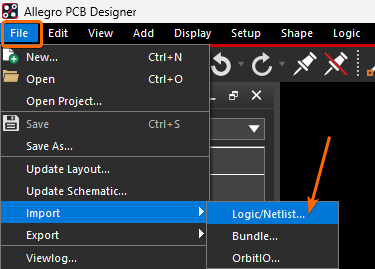 Allegro PCB Designer
File Edit View Add Display Setup Shape Logic
New... Ctrl+N
Open Ctrl+O
Open Project...
Save Ctrl+S
Save As...
Update Layout...
Update Schematic...
Import Logic/Netlist...
Export Bundle...
Viewlog... OrbitIO...